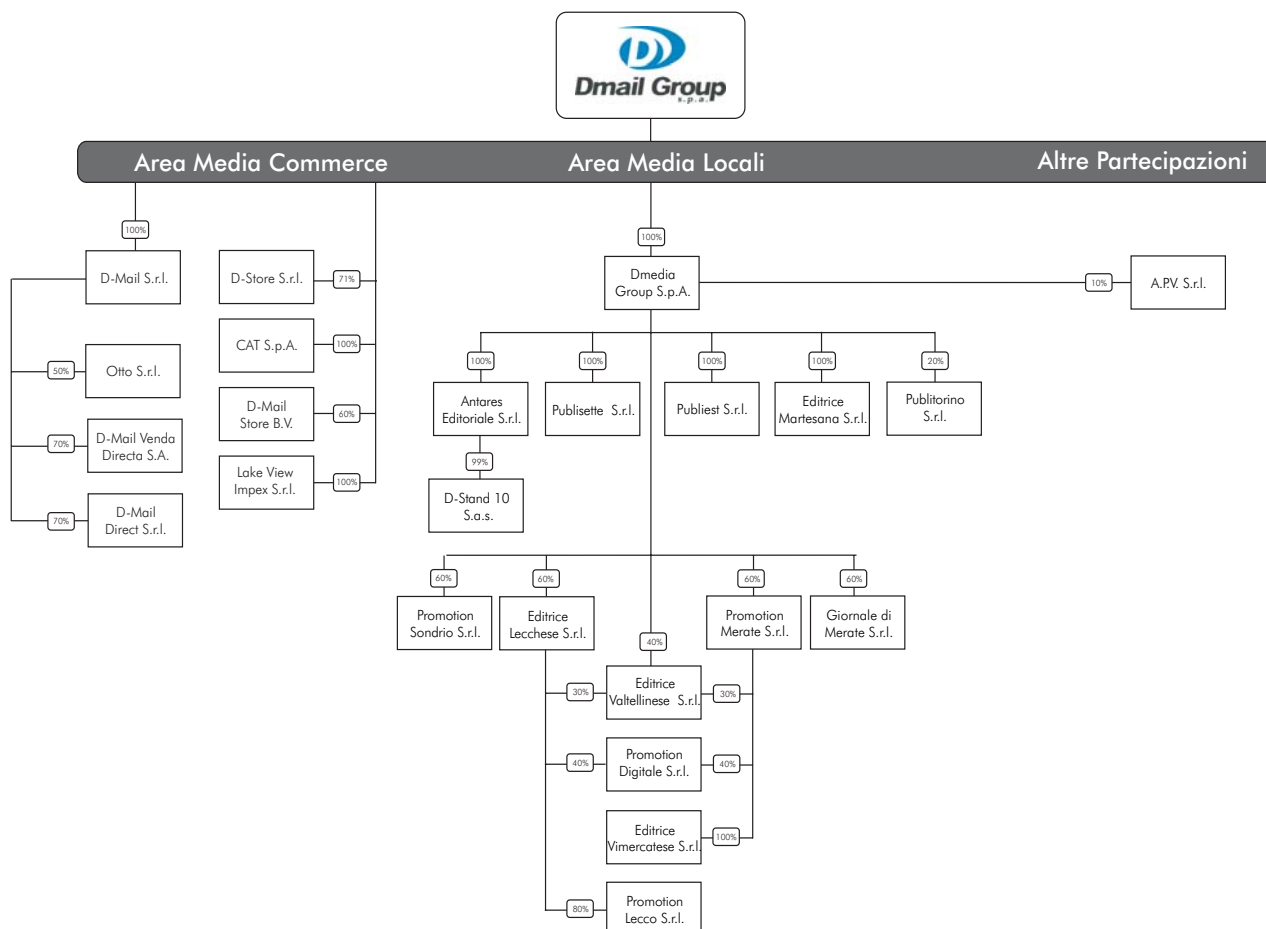 Dmail Group
s.p.a.
Area Media Commerce
Area Media Locali
Altre Partecipazioni
100%
D-Mail S.r.l.
50%
Otto S.r.l.
70%
D-Mail Venda
Directa S.A.
70%
D-Mail
Direct S.r.l.
D-Store S.r.l.
71%
CAT S.p.A.
100%
D-Mail
Store B.V.
60%
Lake View
Impex S.r.l.
100%
100%
Dmedia
Group S.p.A.
10%
A.P.V. S.r.l.
100%
Antares
Editoriale S.r.l.
100%
Publisette S.r.l.
100%
Publiest S.r.l.
100%
Editrice
Martesana S.r.l.
20%
Publitorino
S.r.l.
99%
D-Stand 10
S.a.s.
60%
Promotion
Sondrio S.r.l.
60%
Editrice
Lecchese S.r.l.
60%
Promotion
Merate S.r.l.
60%
Giornale di
Merate S.r.l.
40%
30%
Editrice
Valtellinese S.r.l.
30%
40%
Promotion
Digitale S.r.l.
40%
Editrice
Vimercatese S.r.l.
100%
80%
Promotion
Lecco S.r.l.